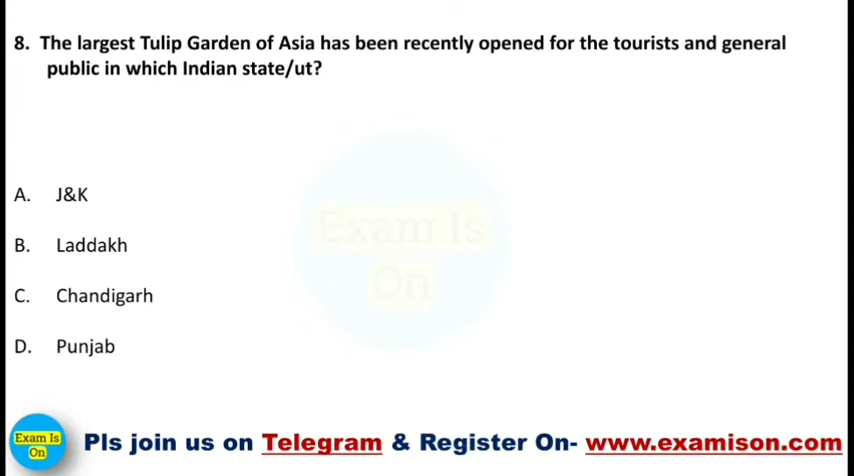 8. The largest Tulip Garden of Asia has been recently opened for the tourists and general
public in which Indian state/ut?
A. J&K
Exam Is
On
B. Laddakh
C. Chandigarh
D. Punjab
Exam Is
On
Pls join us on Telegram & Register On- www.examison.com